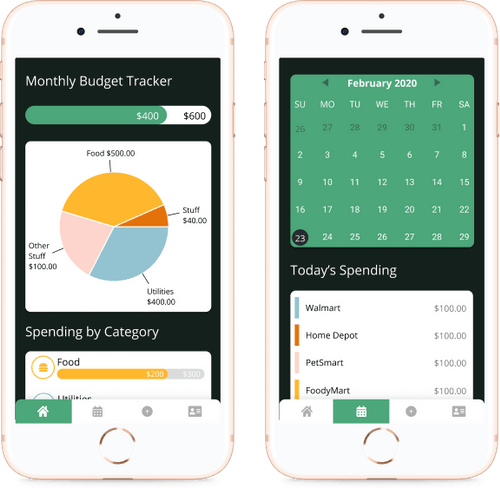 Monthly Budget Tracker
$400 $600
Food $500.00
Stuff
$40.00
Other
Stuff
$100.00
Utilities
$400.00
Spending by Category
Food
$200 $300
Utilities
February 2020
SU MO TU WE TH FR SA
26 27 28 29 30 31 1
2 3 4 5 6 7 8
9 10 11 12 13 14 15
16 17 18 19 20 21 22
23 24 25 26 27 28 29
Today's Spending
Walmart $100.00
Home Depot $100.00
PetSmart $100.00
FoodyMart $100.00